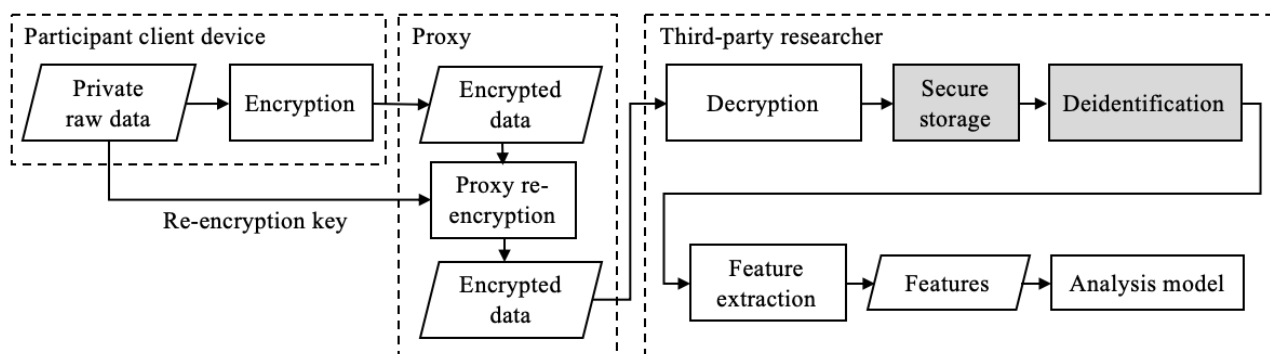 Participant client device
Private
raw data
Encryption
Re-encryption key
Proxy
Encrypted
data
Proxy re-
encryption
Encrypted
data
Third-party researcher
Decryption
Secure
storage
Deidentification
Feature
extraction
Features
Analysis model